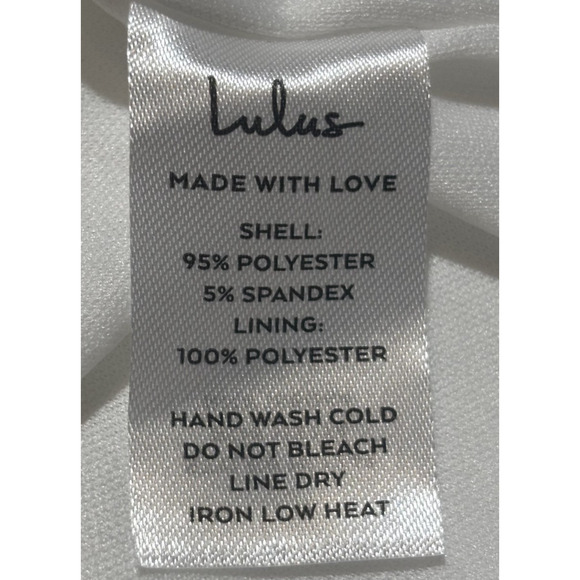 Lulus
MADE WITH LOVE
SHELL:
95% POLYESTER
5% SPANDEX
LINING:
100% POLYESTER
HAND WASH COLD
DO NOT BLEACH
LINE DRY
IRON LOW HEAT